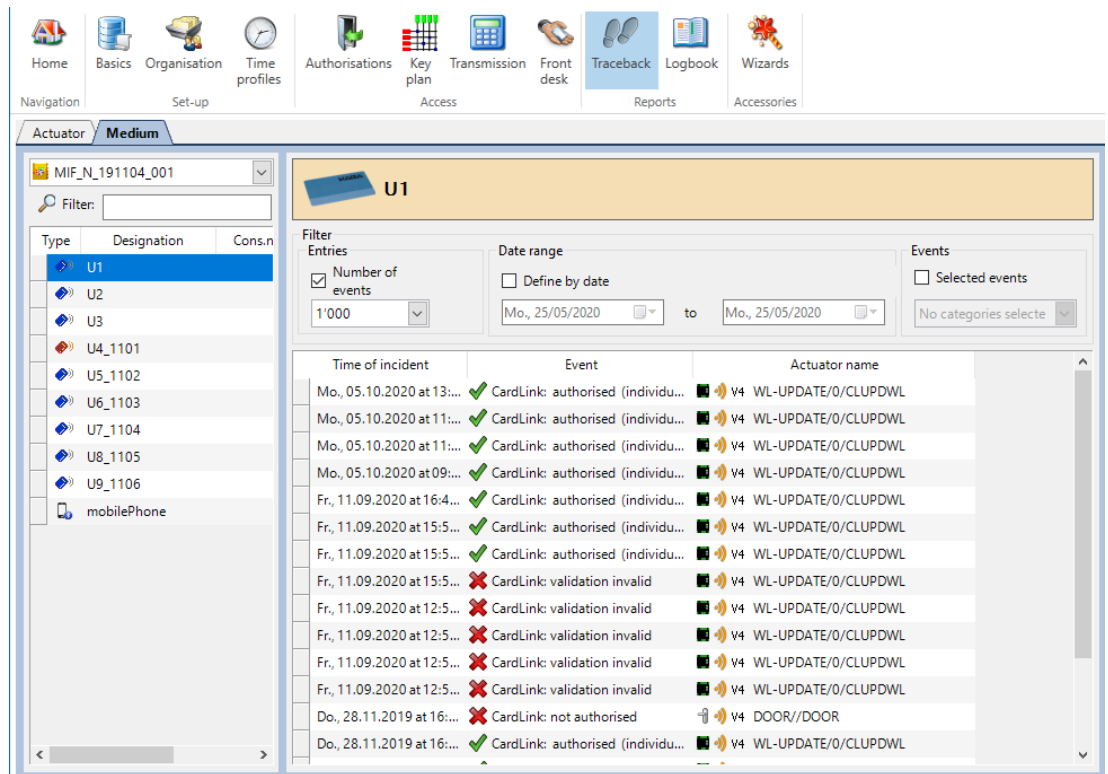 Home
Basics
Organisation
Time profiles
Authorisations
Key plan
Transmission
Front desk
Traceback
Logbook
Wizards
Navigation
Set-up
Access
Reports
Accessories
Actuator
Medium
MIF_N_191104_001
Filter:
Type Designation Cons.n
U1
U2
U3
U4_1101
U5_1102
U6_1103
U7_1104
U8_1105
U9_1106
mobilePhone
U1
Filter
Entries
Number of
events
1'000
Date range
Define by date
Mo., 25/05/2020 to Mo., 25/05/2020
Events
Selected events
No categories selecte
Time of incident Event Actuator name
Mo., 05.10.2020 at 13:... CardLink: authorised (individu... V4 WL-UPDATE/0/CLUPDWL
Mo., 05.10.2020 at 11:... CardLink: authorised (individu... V4 WL-UPDATE/0/CLUPDWL
Mo., 05.10.2020 at 11:... CardLink: authorised (individu... V4 WL-UPDATE/0/CLUPDWL
Mo., 05.10.2020 at 09:... CardLink: authorised (individu... V4 WL-UPDATE/0/CLUPDWL
Fr., 11.09.2020 at 16:4... CardLink: authorised (individu... V4 WL-UPDATE/0/CLUPDWL
Fr., 11.09.2020 at 15:5... CardLink: authorised (individu... V4 WL-UPDATE/0/CLUPDWL
Fr., 11.09.2020 at 15:5... CardLink: authorised (individu... V4 WL-UPDATE/0/CLUPDWL
Fr., 11.09.2020 at 15:5... CardLink: validation invalid V4 WL-UPDATE/0/CLUPDWL
Fr., 11.09.2020 at 12:5... CardLink: validation invalid V4 WL-UPDATE/0/CLUPDWL
Fr., 11.09.2020 at 12:5... CardLink: validation invalid V4 WL-UPDATE/0/CLUPDWL
Fr., 11.09.2020 at 12:5... CardLink: validation invalid V4 WL-UPDATE/0/CLUPDWL
Fr., 11.09.2020 at 12:5... CardLink: validation invalid V4 WL-UPDATE/0/CLUPDWL
Do., 28.11.2019 at 16:... CardLink: not authorised V4 DOOR//DOOR
Do., 28.11.2019 at 16:... CardLink: authorised (individu... V4 WL-UPDATE/0/CLUPDWL